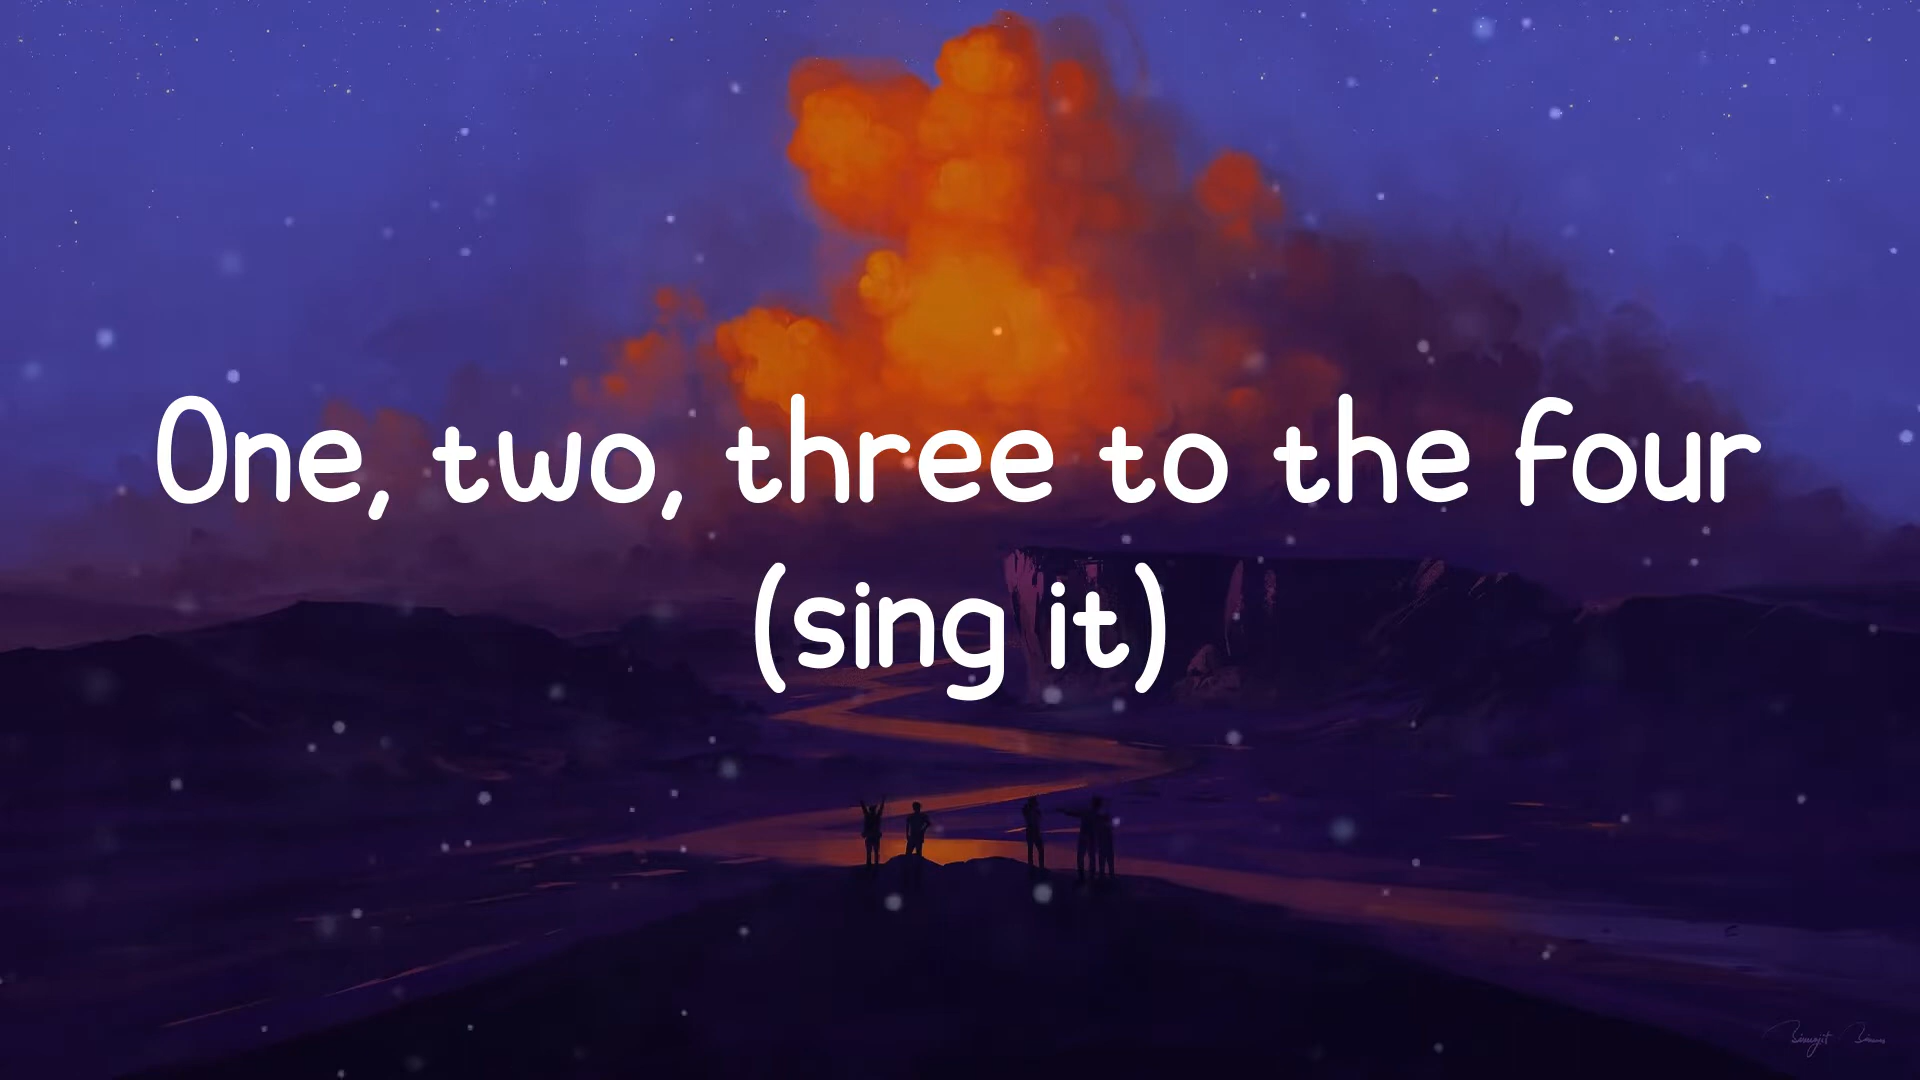 One, two, three to the four
(sing it)